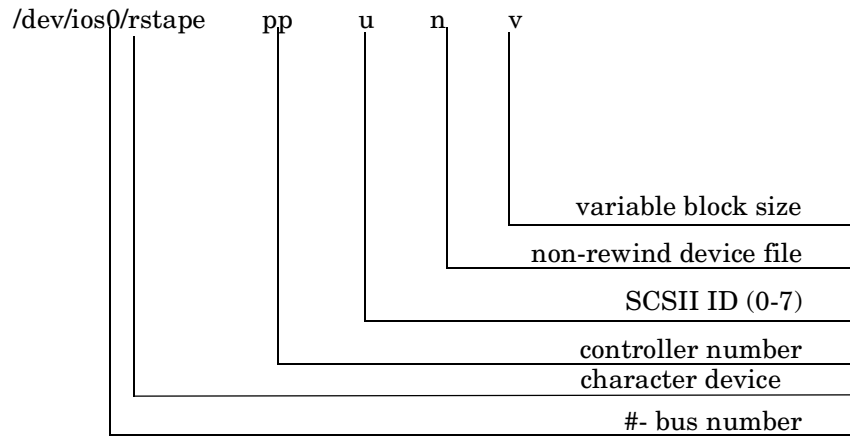 /dev/ios0/rstape pp u n v
variable block size
non-rewind device file
SCSII ID (0-7)
controller number
character device
#- bus number